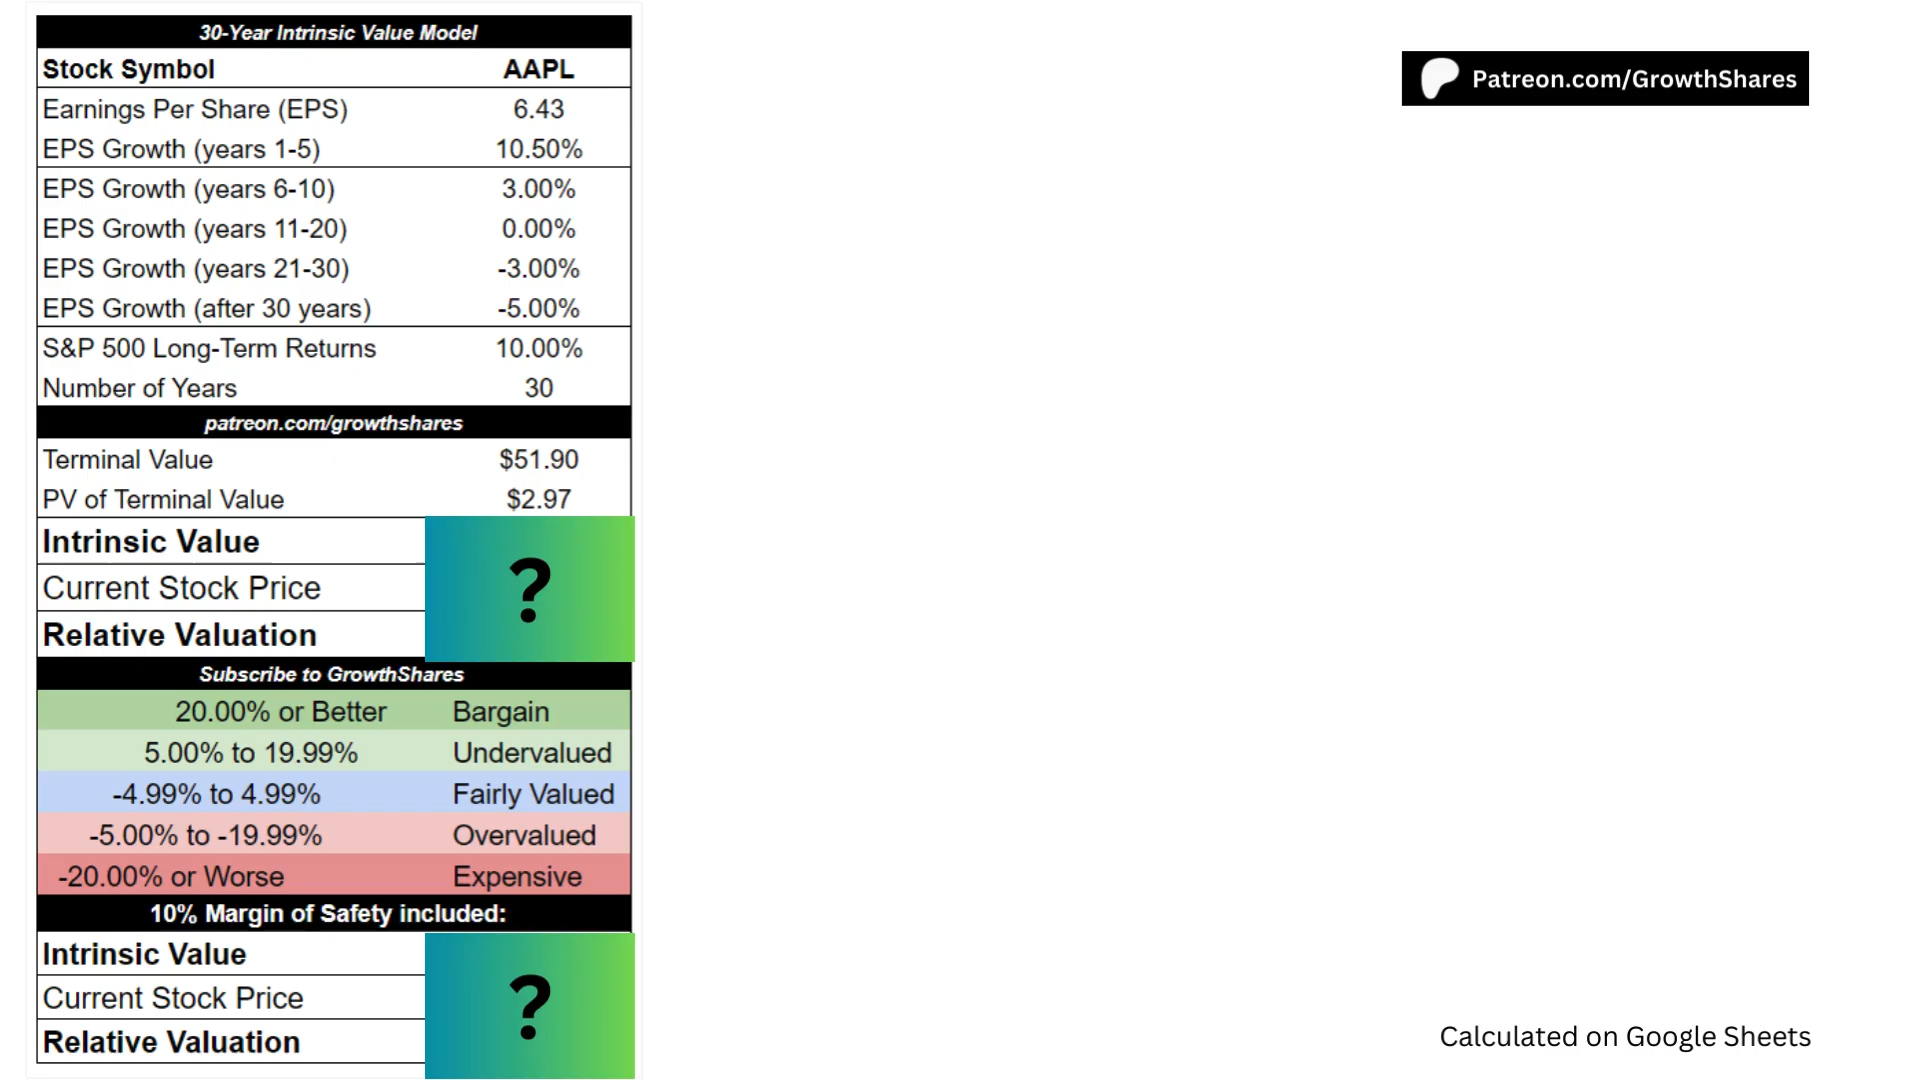 30-Year Intrinsic Value Model
Stock Symbol AAPL
Earnings Per Share (EPS) 6.43
EPS Growth (years 1-5) 10.50%
EPS Growth (years 6-10) 3.00%
EPS Growth (years 11-20) 0.00%
EPS Growth (years 21-30) -3.00%
EPS Growth (after 30 years) -5.00%
S&P 500 Long-Term Returns 10.00%
Number of Years 30
patreon.com/growthshares
Terminal Value $51.90
PV of Terminal Value $2.97
Intrinsic Value
Current Stock Price ?
Relative Valuation
Subscribe to GrowthShares
20.00% or Better Bargain
5.00% to 19.99% Undervalued
-4.99% to 4.99% Fairly Valued
-5.00% to -19.99% Overvalued
-20.00% or Worse Expensive
10% Margin of Safety included:
Intrinsic Value
Current Stock Price ?
Relative Valuation
Patreon.com/GrowthShares
Calculated on Google Sheets